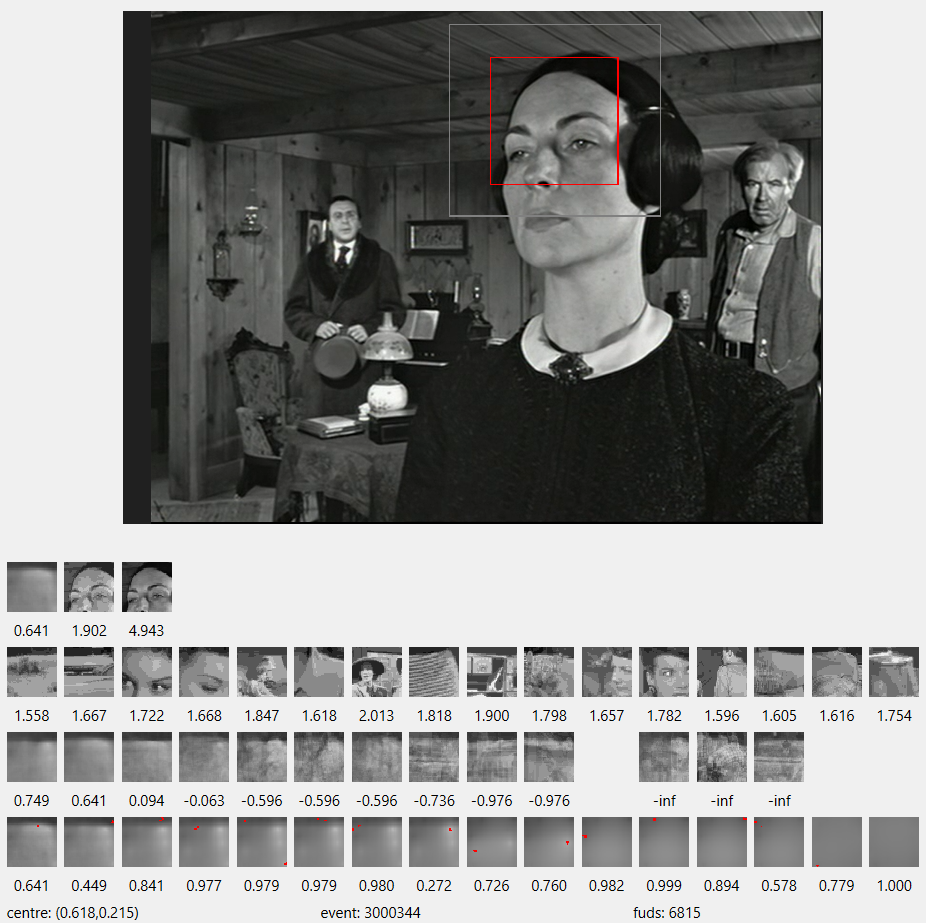 0.641 1.902 4.943
1.558 1.667 1.722 1.668 1.847 1.618 2.013 1.818 1.900 1.798 1.657 1.782 1.596 1.605 1.616 1.754
0.749 0.641 0.094 -0.063 -0.596 -0.596 -0.596 -0.736 -0.976 -0.976 -inf -inf -inf
0.641 0.449 0.841 0.977 0.979 0.979 0.980 0.272 0.726 0.760 0.982 0.999 0.894 0.578 0.779 1.000
centre: (0.618,0.215) event: 3000344 fuds: 6815